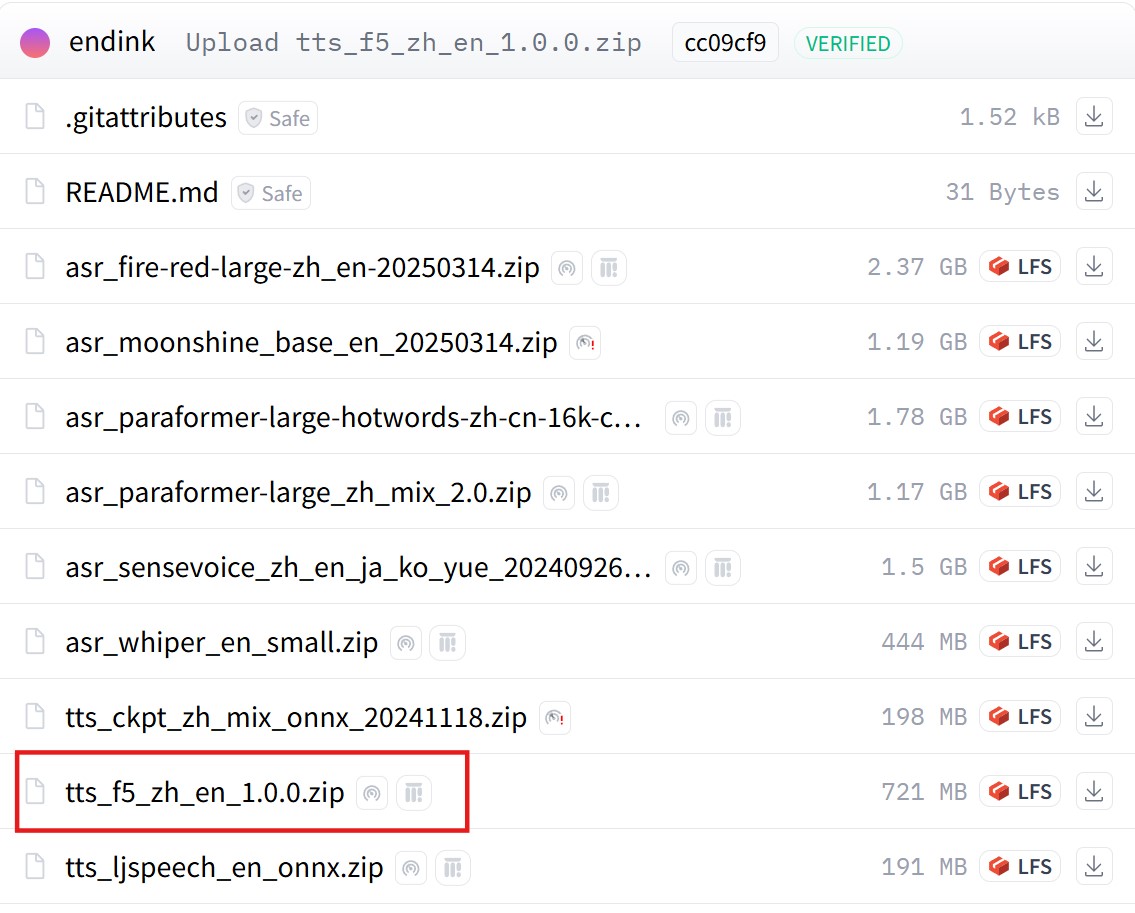 endink Upload tts_f5_zh_en_1.0.0.zip cc09cf9 VERIFIED
.gitattributes Safe 1.52 kB
README.md Safe 31 Bytes
asr_fire-red-large-zh_en-20250314.zip 2.37 GB LFS
asr_moonshine_base_en_20250314.zip 1.19 GB LFS
asr_paraformer-large-hotwords-zh-cn-16k-c... 1.78 GB LFS
asr_paraformer-large_zh_mix_2.0.zip 1.17 GB LFS
asr_sensevoice_zh_en_ja_ko_yue_20240926... 1.5 GB LFS
asr_whiper_en_small.zip 444 MB LFS
tts_ckpt_zh_mix_onnx_20241118.zip 198 MB LFS
tts_f5_zh_en_1.0.0.zip 721 MB LFS
tts_ljspeech_en_onnx.zip 191 MB LFS